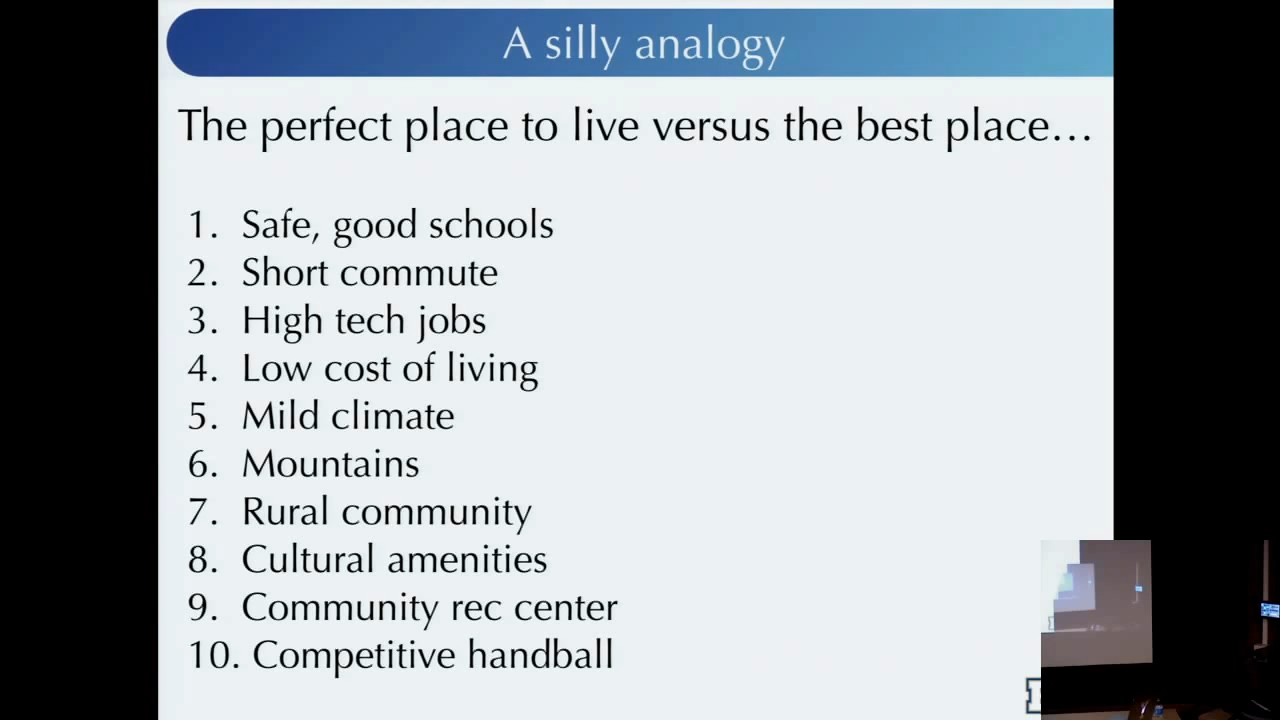 A silly analogy
The perfect place to live versus the best place...
1. Safe, good schools
2. Short commute
3. High tech jobs
4. Low cost of living
5. Mild climate
6. Mountains
7. Rural community
8. Cultural amenities
9. Community rec center
10. Competitive handball